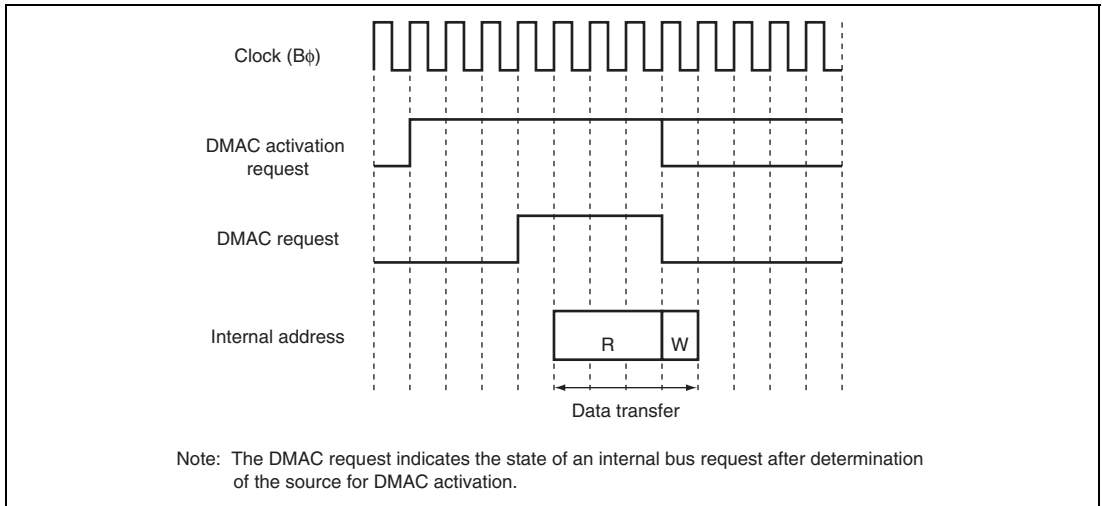 Clock (Bφ)
DMAC activation
request
DMAC request
Internal address
R
W
Data transfer
Note: The DMAC request indicates the state of an internal bus request after determination
of the source for DMAC activation.